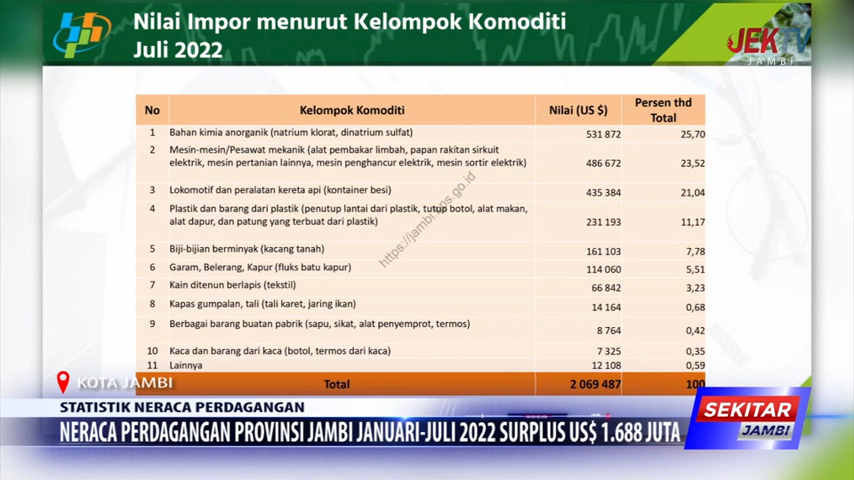 Nilai Impor menurut Kelompok Komoditi
Juli 2022
JEKTV
JAMBI
No Kelompok Komoditi Nilai (US $) Persen thd Total
1 Bahan kimia anorganik (natrium klorat, dinatrium sulfat) 531 872 25,70
2 Mesin-mesin/Pesawat mekanik (alat pembakar limbah, papan rakitan sirkuit
elektrik, mesin pertanian lainnya, mesin penghancur elektrik, mesin sortir elektrik) 486 672 23,52
3 Lokomotif dan peralatan kereta api (kontainer besi) 435 384 21,04
4 Plastik dan barang dari plastik (penutup lantai dari plastik, tutup botol, alat makan,
alat dapur, dan patung yang terbuat dari plastik) 231 193 11,17
5 Biji-bijian berminyak (kacang tanah) 161 103 7,78
6 Garam, Belerang, Kapur (fluks batu kapur) 114 060 5,51
7 Kain ditenun berlapis (tekstil) 66 842 3,23
8 Kapas gumpalan, tali (tali karet, jaring ikan) 14 164 0,68
9 Berbagai barang buatan pabrik (sapu, sikat, alat penyemprot, termos) 8 764 0,42
10 Kaca dan barang dari kaca (botol, termos dari kaca) 7 325 0,35
11 Lainnya 12 108 0,59
Total 2 069 487 100
https://jambi.bps.go.id
KOTA JAMBI
STATISTIK NERACA PERDAGANGAN
NERACA PERDAGANGAN PROVINSI JAMBI JANUARI-JULI 2022 SURPLUS US$ 1.688 JUTA
SEKITAR
JAMBI